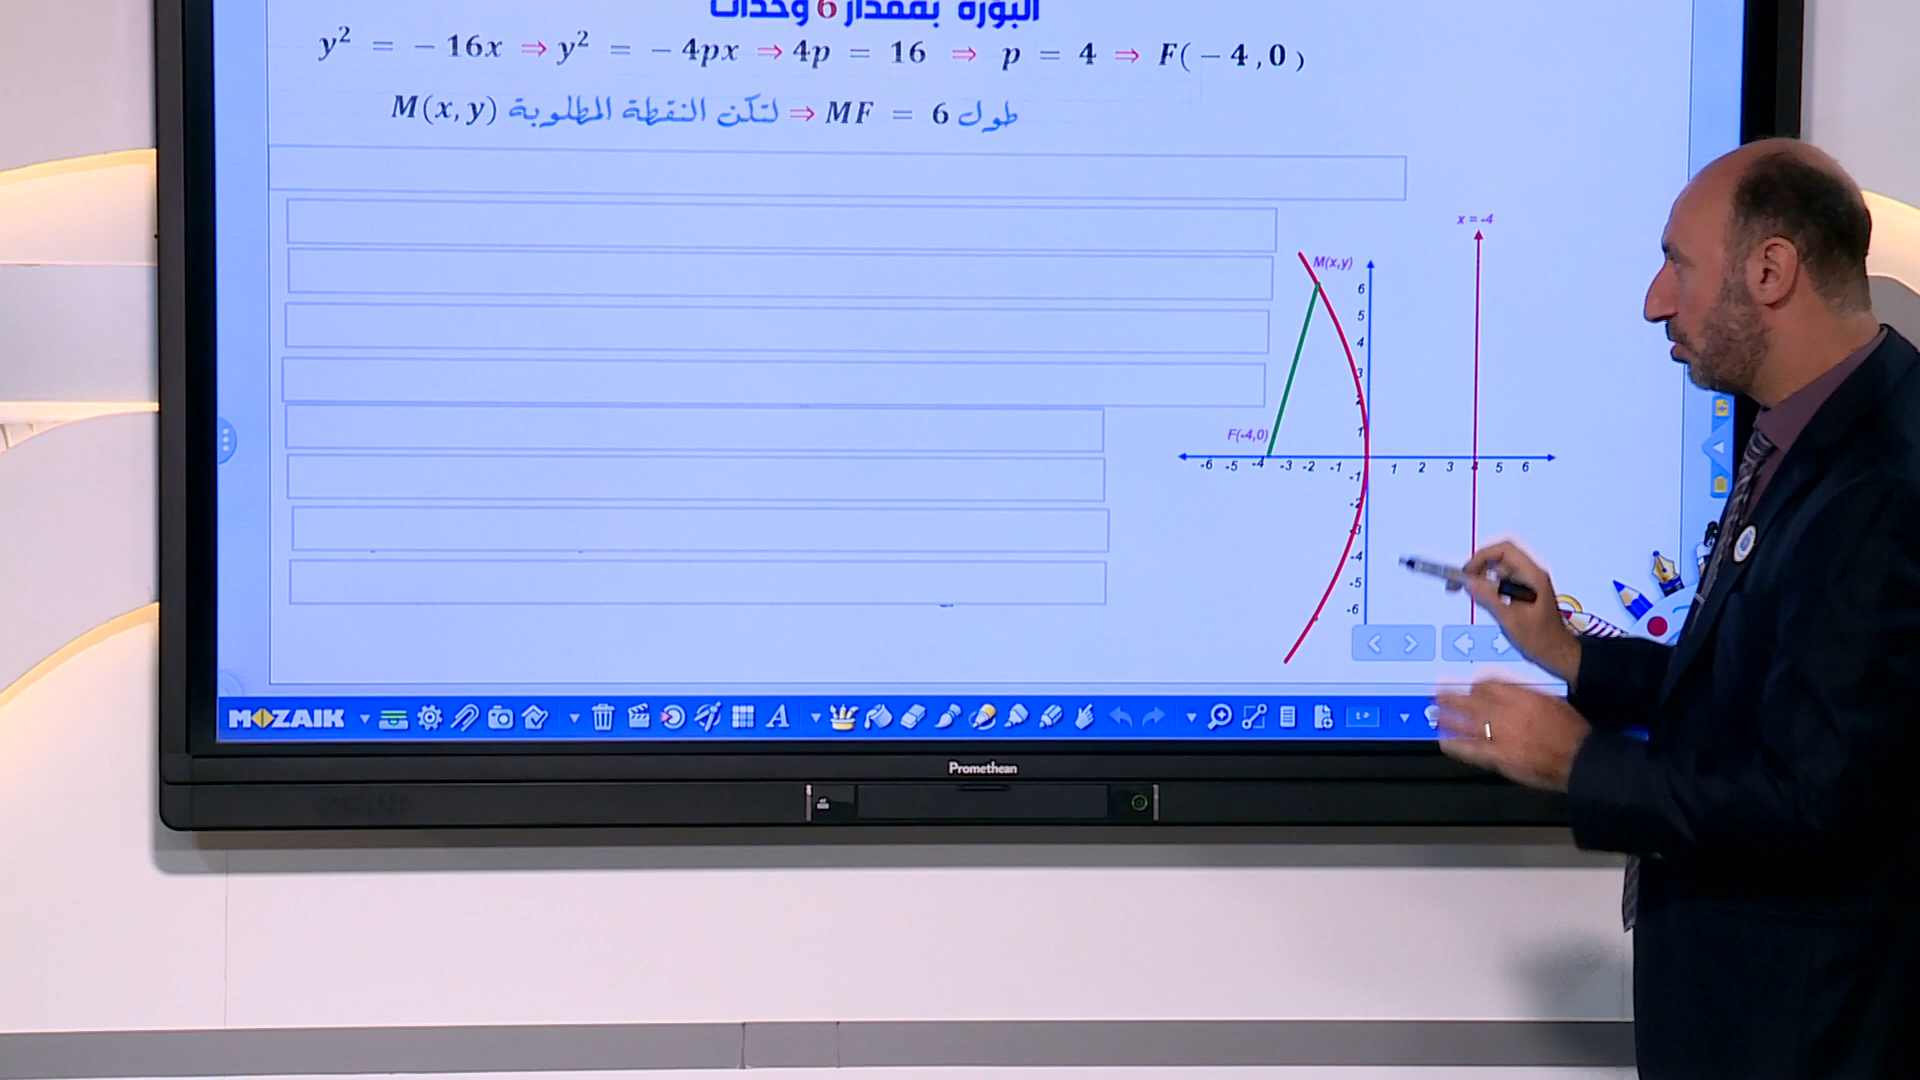 البؤرة بمقدار 6 وحدات
y² = − 16x ⇒ y² = − 4px ⇒ 4p = 16 ⇒ p = 4 ⇒ F( − 4 , 0 )
M(x, y) لتكن النقطة المطلوبة ⇒ MF = 6 طول
x = -4
M(x,y)
6
5
4
3
2
1
F(-4,0)
-6 -5 -4 -3 -2 -1 1 2 3 4 5 6
-1
-2
-3
-4
-5
-6
MOZAIK
A
Promethean